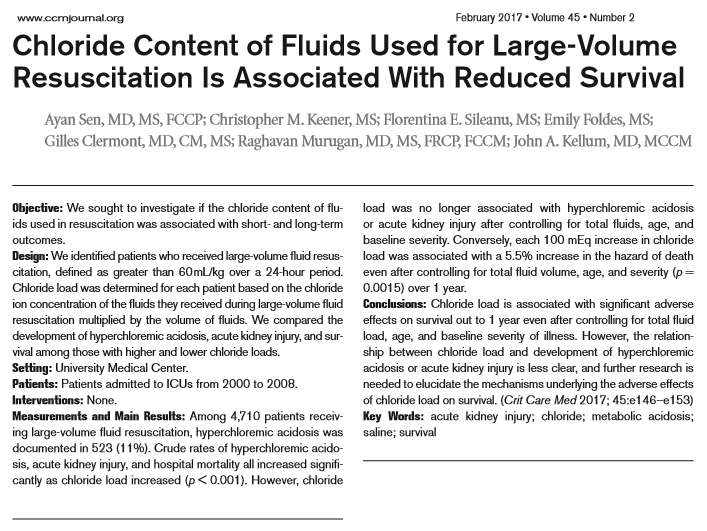 www.ccmjournal.org
February 2017 • Volume 45 • Number 2
Chloride Content of Fluids Used for Large-Volume
Resuscitation Is Associated With Reduced Survival
Ayan Sen, MD, MS, FCCP; Christopher M. Keener, MS; Florentina E. Sileanu, MS; Emily Foldes, MS;
Gilles Clermont, MD, CM, MS; Raghavan Murugan, MD, MS, FRCP, FCCM; John A. Kellum, MD, MCCM
Objective: We sought to investigate if the chloride content of flu-
ids used in resuscitation was associated with short- and long-term
outcomes.
Design: We identified patients who received large-volume fluid resus-
citation, defined as greater than 60 mL/kg over a 24-hour period.
Chloride load was determined for each patient based on the chloride
ion concentration of the fluids they received during large-volume fluid
resuscitation multiplied by the volume of fluids. We compared the
development of hyperchloremic acidosis, acute kidney injury, and sur-
vival among those with higher and lower chloride loads.
Setting: University Medical Center.
Patients: Patients admitted to ICUs from 2000 to 2008.
Interventions: None.
Measurements and Main Results: Among 4,710 patients receiv-
ing large-volume fluid resuscitation, hyperchloremic acidosis was
documented in 523 (11%). Crude rates of hyperchloremic acido-
sis, acute kidney injury, and hospital mortality all increased signifi-
cantly as chloride load increased (p < 0.001). However, chloride
load was no longer associated with hyperchloremic acidosis
or acute kidney injury after controlling for total fluids, age, and
baseline severity. Conversely, each 100 mEq increase in chloride
load was associated with a 5.5% increase in the hazard of death
even after controlling for total fluid volume, age, and severity (p =
0.0015) over 1 year.
Conclusions: Chloride load is associated with significant adverse
effects on survival out to 1 year even after controlling for total fluid
load, age, and baseline severity of illness. However, the relation-
ship between chloride load and development of hyperchloremic
acidosis or acute kidney injury is less clear, and further research is
needed to elucidate the mechanisms underlying the adverse effects
of chloride load on survival. (Crit Care Med 2017; 45:e146–e153)
Key Words: acute kidney injury; chloride; metabolic acidosis;
saline; survival